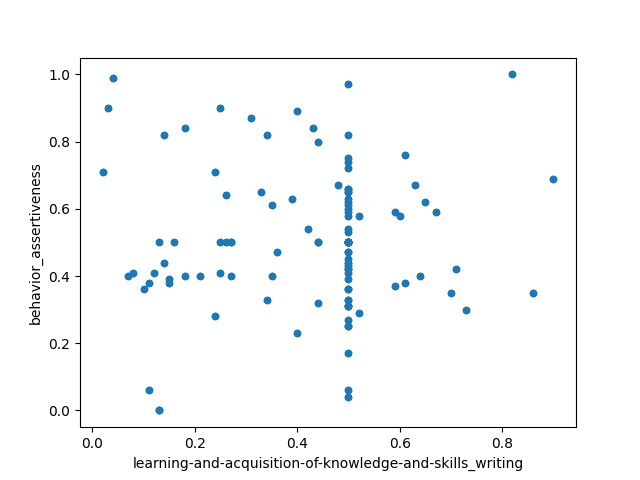 1.0
0.8
0.6
0.4
0.2
0.0
behavior_assertiveness
0.0 0.2 0.4 0.6 0.8
learning-and-acquisition-of-knowledge-and-skills_writing